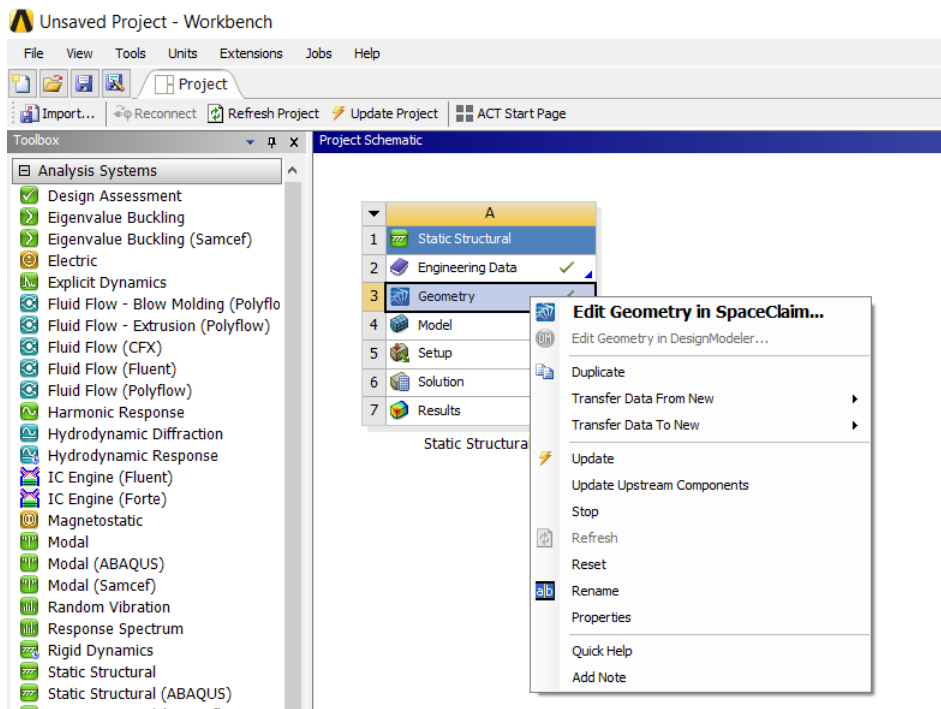 Unsaved Project - Workbench
File View Tools Units Extensions Jobs Help
Project
Import... Reconnect Refresh Project Update Project ACT Start Page
Toolbox
Analysis Systems
Design Assessment
Eigenvalue Buckling
Eigenvalue Buckling (Samcef)
Electric
Explicit Dynamics
Fluid Flow - Blow Molding (Polyflo
Fluid Flow - Extrusion (Polyflow)
Fluid Flow (CFX)
Fluid Flow (Fluent)
Fluid Flow (Polyflow)
Harmonic Response
Hydrodynamic Diffraction
Hydrodynamic Response
IC Engine (Fluent)
IC Engine (Forte)
Magnetostatic
Modal
Modal (ABAQUS)
Modal (Samcef)
Random Vibration
Response Spectrum
Rigid Dynamics
Static Structural
Static Structural (ABAQUS)
Project Schematic
A
1 Static Structural
2 Engineering Data
3 Geometry
4 Model
5 Setup
6 Solution
7 Results
Static Structura
Edit Geometry in SpaceClaim...
DM Edit Geometry in DesignModeler...
Duplicate
Transfer Data From New
Transfer Data To New
Update
Update Upstream Components
Stop
Refresh
Reset
a|b Rename
Properties
Quick Help
Add Note